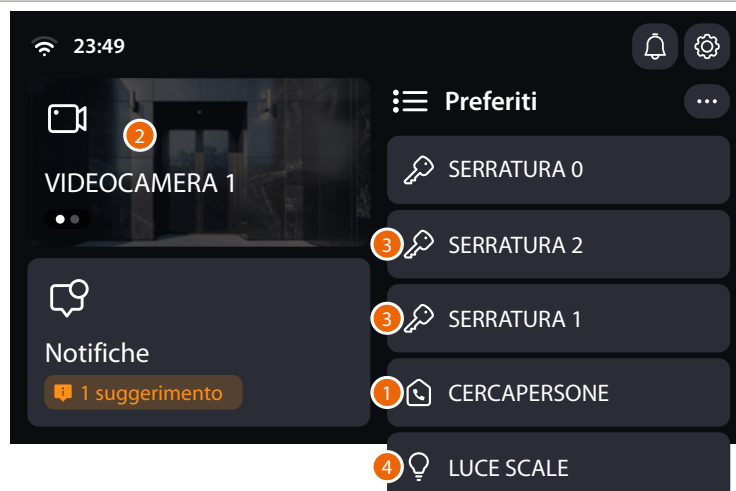 23:49
2
VIDEOCAMERA 1
Notifiche
1 suggerimento
Preferiti
SERRATURA 0
3 SERRATURA 2
3 SERRATURA 1
1 CERCAPERSONE
4 LUCE SCALE